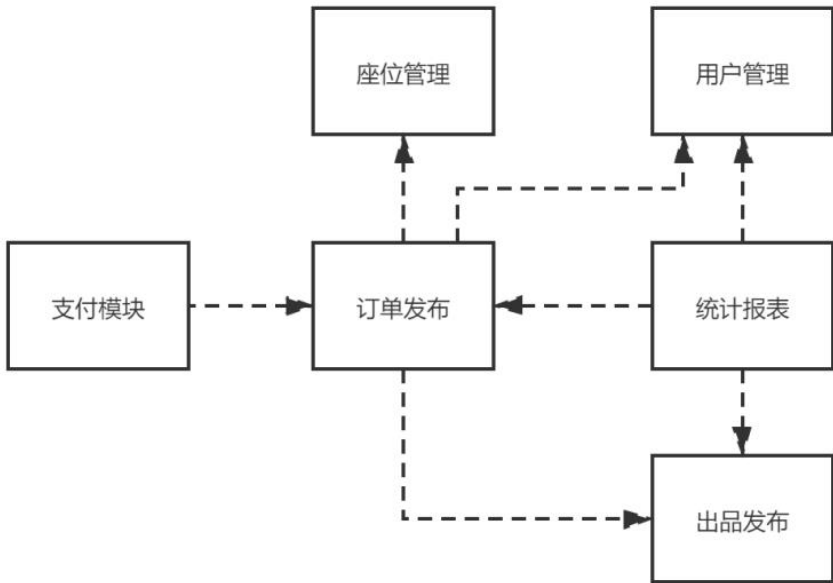 座位管理
用户管理
支付模块
订单发布
统计报表
出品发布